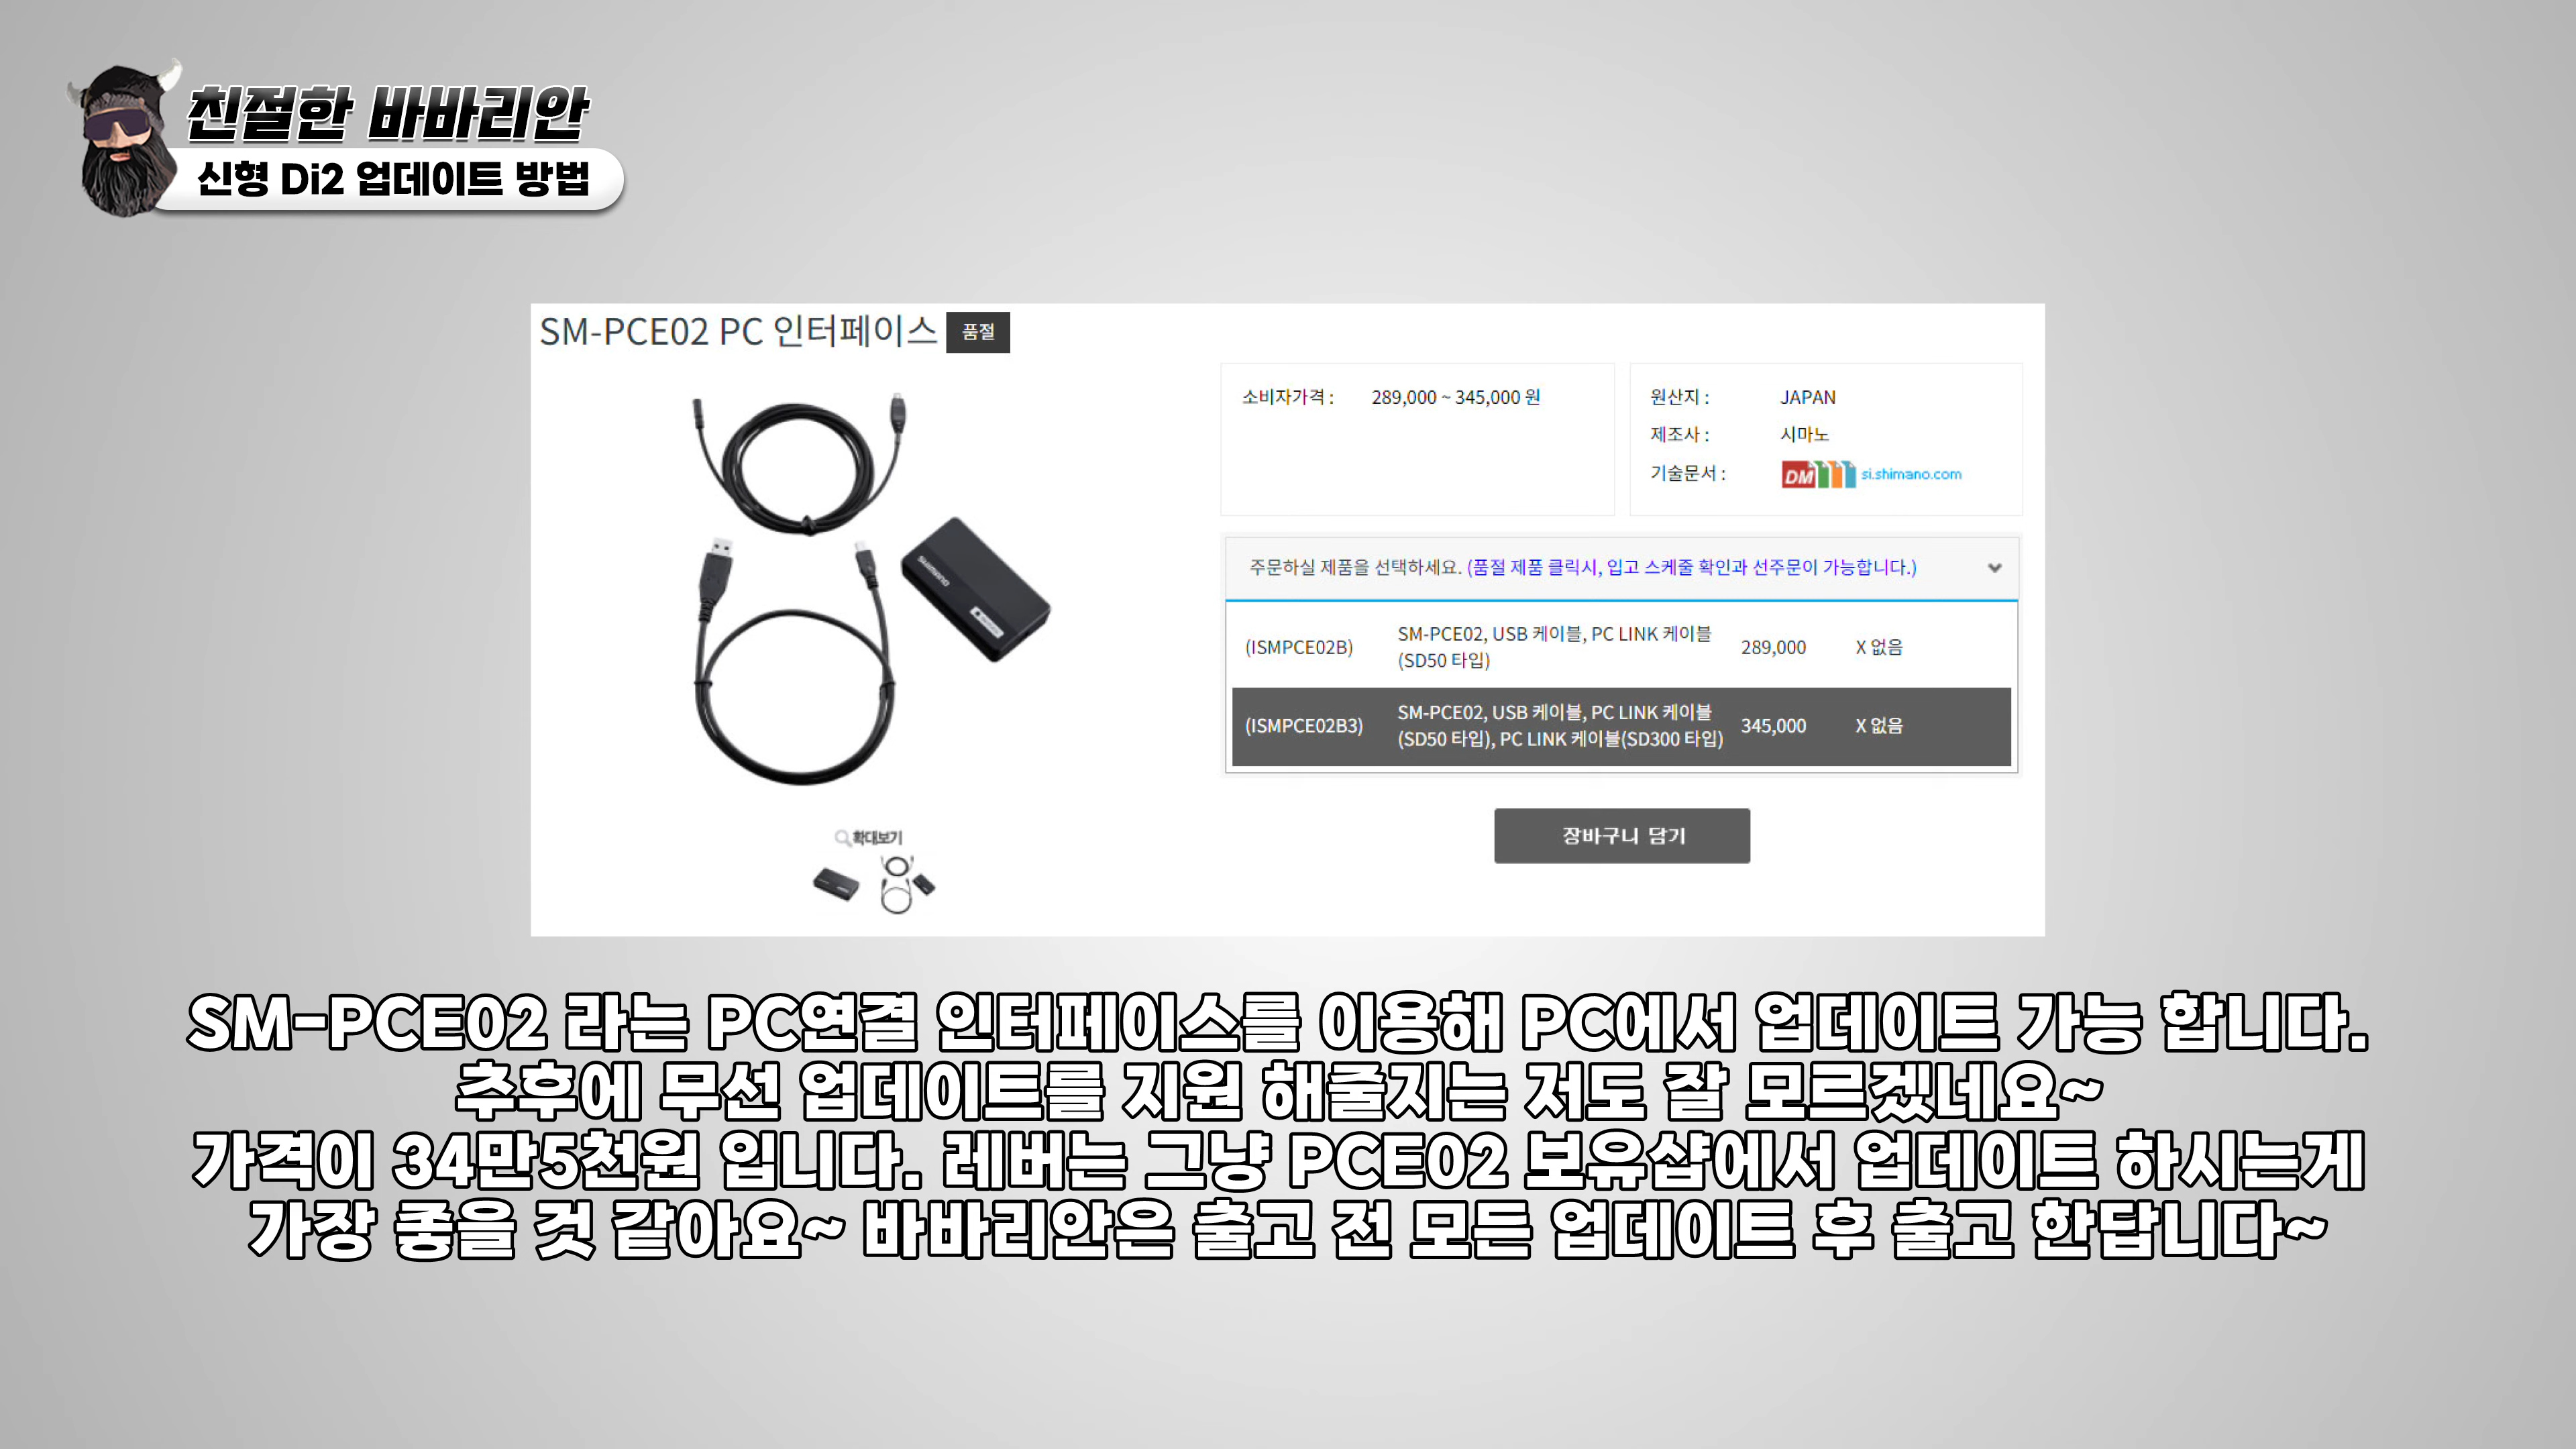 친절한 바바리안
신형 Di2 업데이트 방법
SM-PCE02 PC 인터페이스 품절
소비자가격 : 289,000 ~ 345,000 원
원산지 : JAPAN
제조사 : 시마노
기술문서 : DM si.shimano.com
SHIMANO
주문하실 제품을 선택하세요. (품절 제품 클릭시, 입고 스케줄 확인과 선주문이 가능합니다.)
(ISMPCE02B) SM-PCE02, USB 케이블, PC LINK 케이블 (SD50 타입) 289,000 X 없음
(ISMPCE02B3) SM-PCE02, USB 케이블, PC LINK 케이블 (SD50 타입), PC LINK 케이블(SD300 타입) 345,000 X 없음
확대보기
장바구니 담기
SM-PCE02 라는 PC연결 인터페이스를 이용해 PC에서 업데이트 가능 합니다.
추후에 무선 업데이트를 지원 해줄지는 저도 잘 모르겠네요~
가격이 34만5천원 입니다. 레버는 그냥 PCE02 보유샵에서 업데이트 하시는게
가장 좋을 것 같아요~ 바바리안은 출고 전 모든 업데이트 후 출고 한답니다~